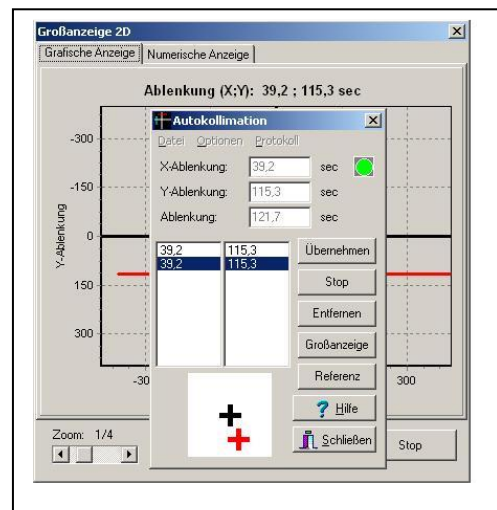 Großanzeige 2D
Grafische Anzeige Numerische Anzeige
Ablenkung (X;Y): 39,2 ; 115,3 sec
Autokollimation
Datei Optionen Protokoll
X-Ablenkung: 39,2 sec
Y-Ablenkung: 115,3 sec
Ablenkung: 121,7 sec
39,2 115,3
39,2 115,3
Übernehmen
Stop
Entfernen
Großanzeige
Referenz
Hilfe
Schließen
Y-Ablenkung
-300
-150
0
150
300
-30
300
Zoom: 1/4
Stop